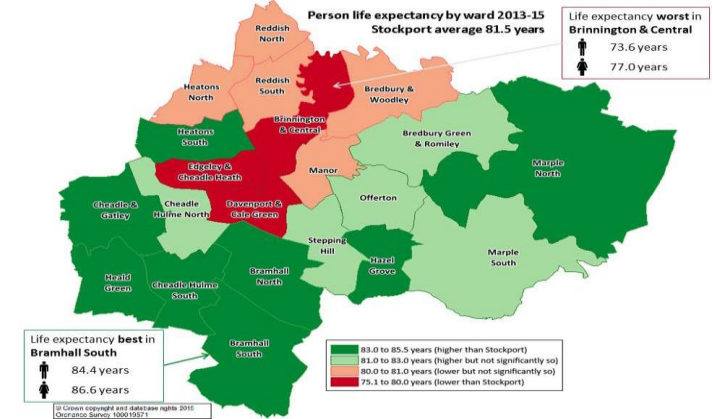 Person life expectancy by ward 2013-15
Stockport average 81.5 years
Life expectancy worst in
Brinnington & Central
73.6 years
77.0 years
Reddish
North
Reddish
South
Heatons
North
Bredbury &
Woodley
Brinnington
& Central
Heatons
South
Bredbury Green
& Romiley
Marple
North
Edgeley &
Cheadle Heath
Manor
Offerton
Cheadle &
Gatley
Cheadle
Hulme North
Davenport &
Cale Green
Stepping
Hill
Hazel
Grove
Marple
South
Heald
Green
Cheadle Hulme
South
Bramhall
North
Bramhall
South
Life expectancy best in
Bramhall South
84.4 years
86.6 years
83.0 to 85.5 years (higher than Stockport)
81.0 to 83.0 years (higher but not significantly so)
80.0 to 81.0 years (lower but not significantly so)
75.1 to 80.0 years (lower than Stockport)
© Crown copyright and database rights 2016
Ordnance Survey 100019571